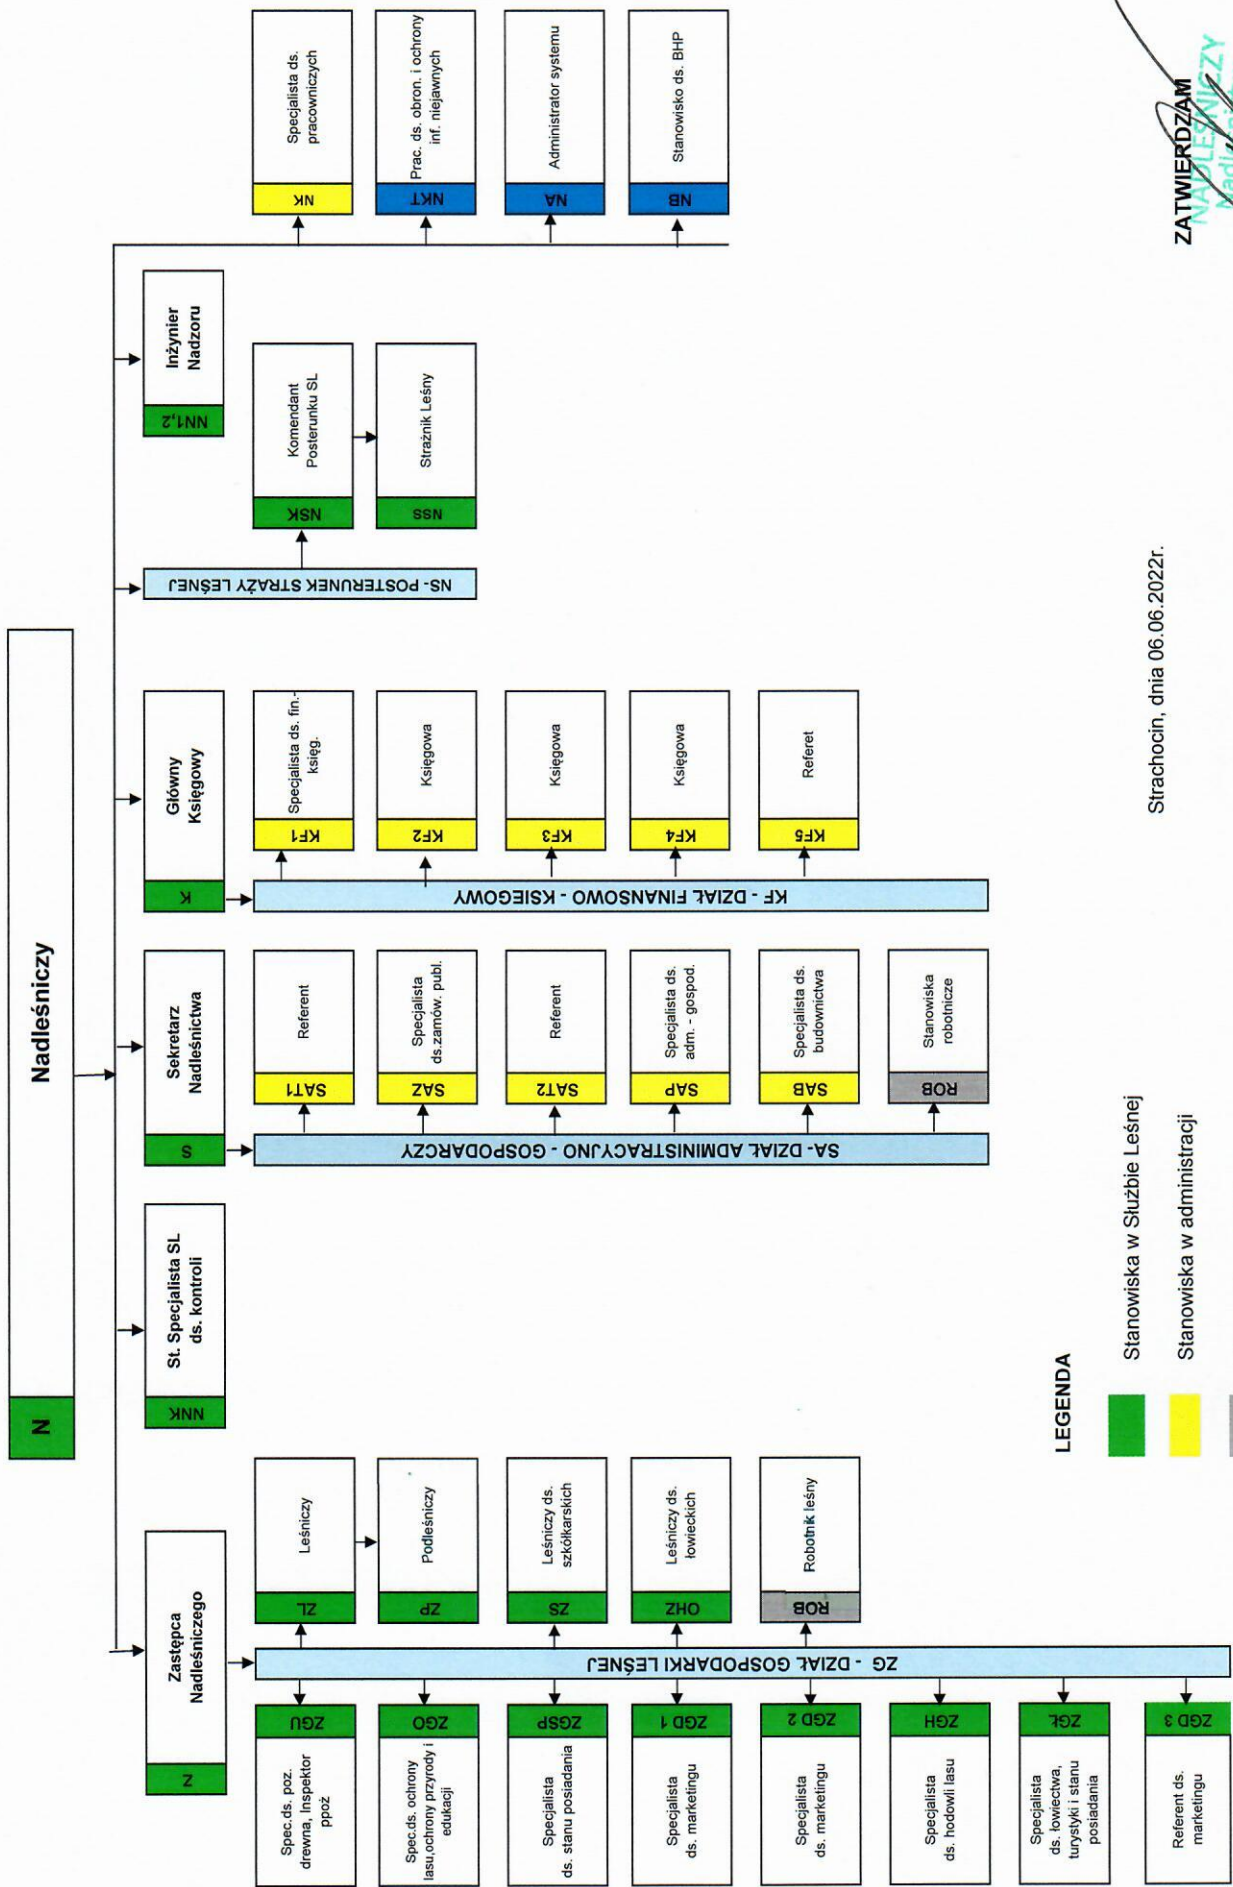 N
Nadleśniczy
Z
Zastępca
Nadleśniczego
NNK
St. Specjalista SL
ds. kontroli
S
Sekretarz
Nadleśnictwa
K
Główny
Księgowy
NS- POSTERUNEK STRAŻY LEŚNEJ
NN1,2
Inżynier
Nadzoru
ZG - DZIAŁ GOSPODARKI LEŚNEJ
Spec.ds. poz.
drewna, Inspektor
ppoż
ZGU
Spec.ds. ochrony
lasu,ochrony przyrody i
edukacji
ZGO
Specjalista
ds. stanu posiadania
ZGSP
Specjalista
ds. marketingu
ZGD 1
Specjalista
ds. marketingu
ZGD 2
Specjalista
ds. hodowli lasu
ZGH
Specjalista
ds. łowiectwa,
turystyki i stanu
posiadania
ZGŁ
Referent ds.
marketingu
ZGD 3
ZL
Leśniczy
ZP
Podleśniczy
ZS
Leśniczy ds.
szkółkarskich
OHZ
Leśniczy ds.
łowieckich
ROB
Robotnik leśny
SA- DZIAŁ ADMINISTRACYJNO - GOSPODARCZY
SAT1
Referent
SAZ
Specjalista
ds.zamów. publ.
SAT2
Referent
SAP
Specjalista ds.
adm. - gospod.
SAB
Specjalista ds.
budownictwa
ROB
Stanowiska
robotnicze
KF - DZIAŁ FINANSOWO - KSIEGOWY
KF1
Specjalista ds. fin.-
księg.
KF2
Księgowa
KF3
Księgowa
KF4
Księgowa
KF5
Referet
NSK
Komendant
Posterunku SL
NSS
Strażnik Leśny
NK
Specjalista ds.
pracowniczych
NKT
Prac. ds. obron. i ochrony
inf. niejawnych
NA
Administrator systemu
NB
Stanowisko ds. BHP
LEGENDA
Stanowiska w Służbie Leśnej
Stanowiska w administracji
Strachocin, dnia 06.06.2022r.
ZATWIERDZAM
NADLEŚNICZY